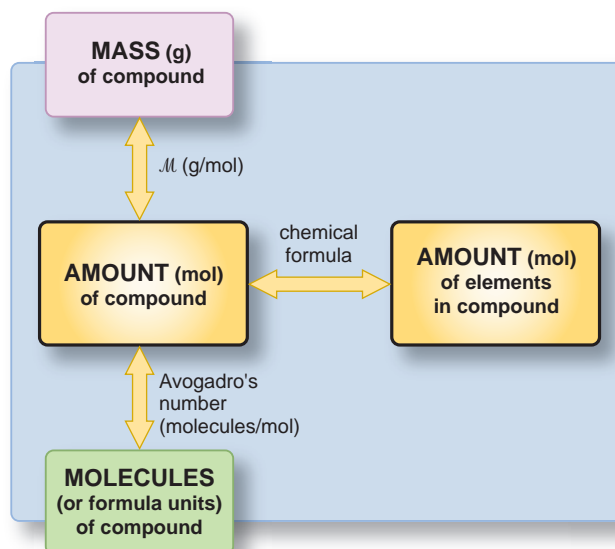 MASS (g)
of compound
ℳ (g/mol)
AMOUNT (mol)
of compound
chemical
formula
AMOUNT (mol)
of elements
in compound
Avogadro's
number
(molecules/mol)
MOLECULES
(or formula units)
of compound